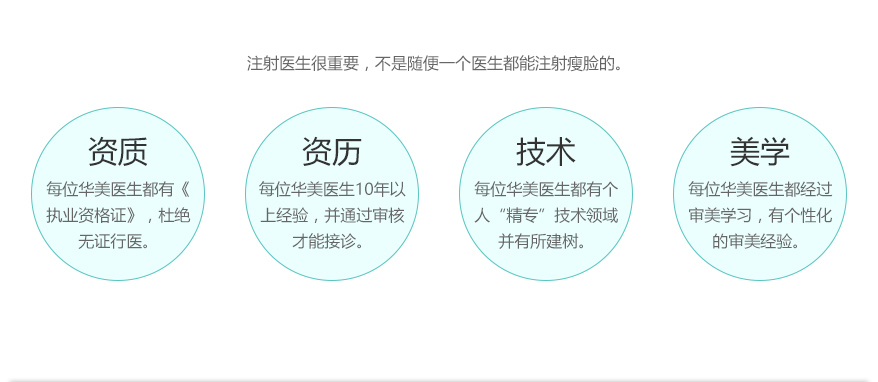 注射医生很重要，不是随便一个医生都能注射瘦脸的。
资质
每位华美医生都有《
执业资格证》，杜绝
无证行医。
资历
每位华美医生10年以
上经验，并通过审核
才能接诊。
技术
每位华美医生都有个
人“精专”技术领域
并有所建树。
美学
每位华美医生都经过
审美学习，有个性化
的审美经验。